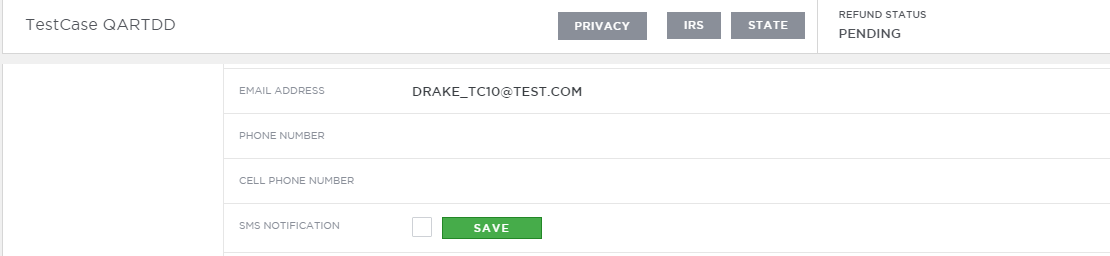 TestCase QARTDD
PRIVACY
IRS
STATE
REFUND STATUS
PENDING
EMAIL ADDRESS
DRAKE_TC10@TEST.COM
PHONE NUMBER
CELL PHONE NUMBER
SMS NOTIFICATION
SAVE